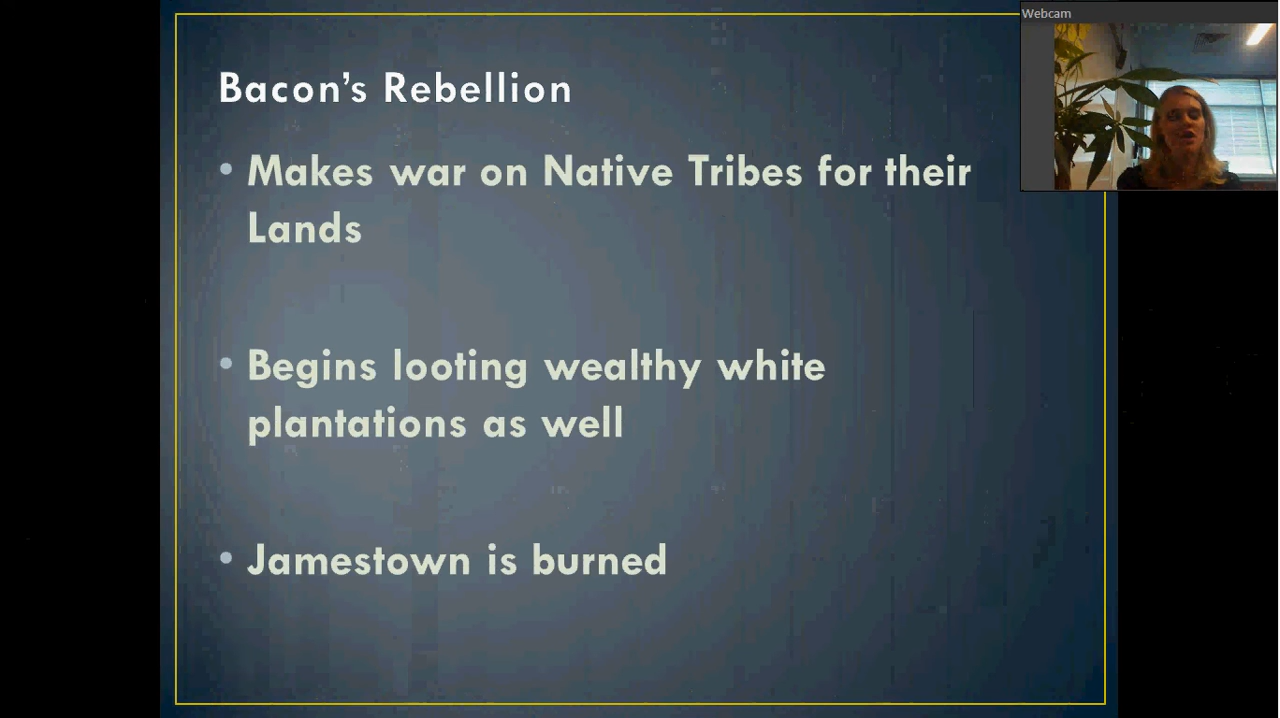 Webcam
Bacon’s Rebellion
• Makes war on Native Tribes for their
Lands
• Begins looting wealthy white
plantations as well
• Jamestown is burned